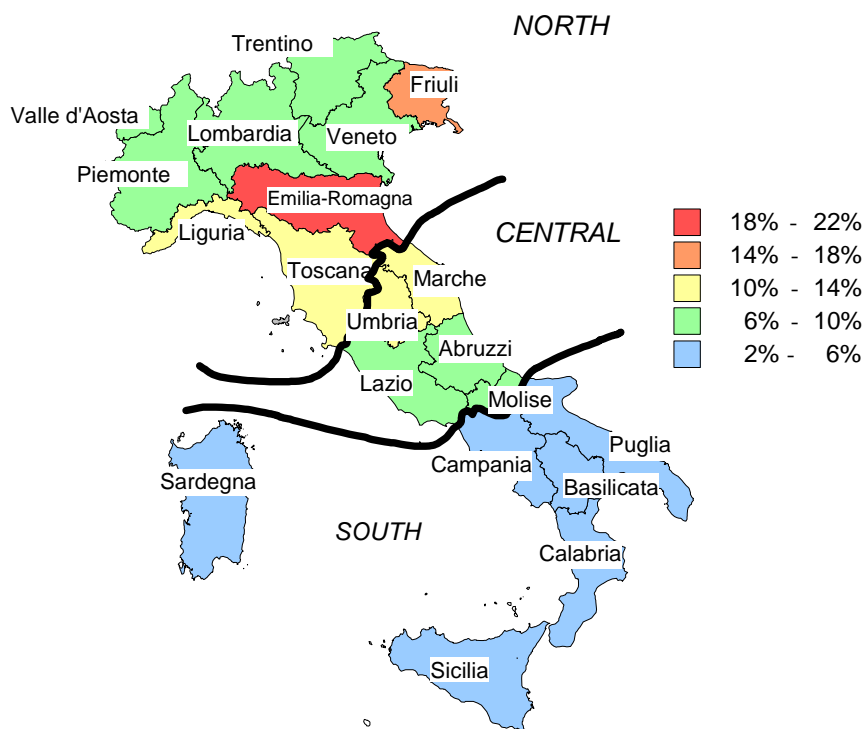 NORTH
Trentino
Friuli
Valle d'Aosta
Lombardia
Veneto
Piemonte
Emilia-Romagna
Liguria
CENTRAL
18% - 22%
14% - 18%
10% - 14%
6% - 10%
2% - 6%
Toscana
Marche
Umbria
Abruzzi
Lazio
Molise
Puglia
Campania
Sardegna
Basilicata
SOUTH
Calabria
Sicilia